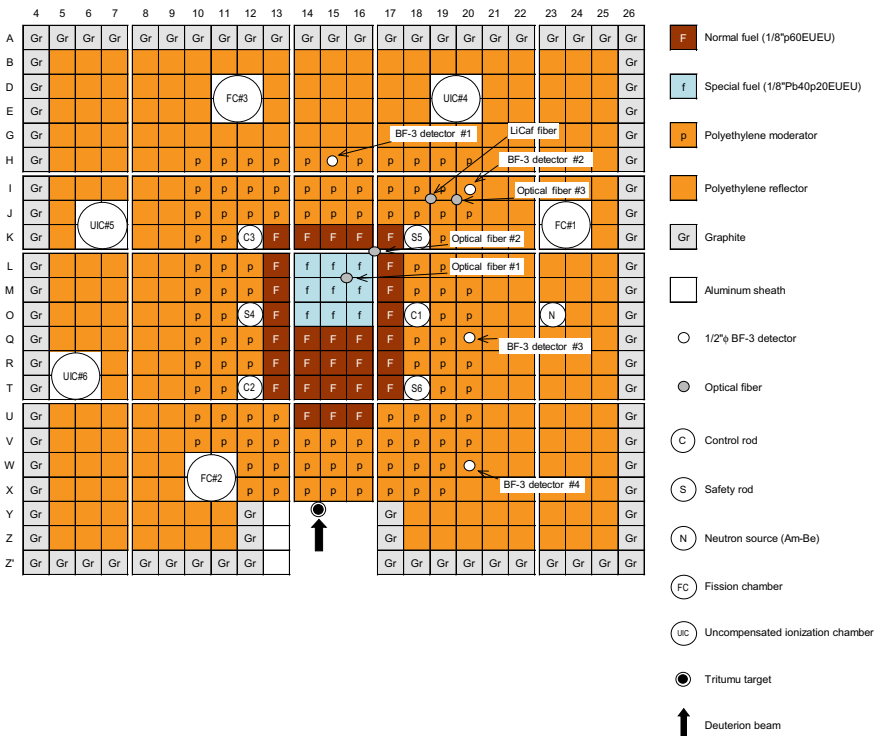 4 5 6 7 8 9 10 11 12 13 14 15 16 17 18 19 20 21 22 23 24 25 26
A Gr Gr Gr Gr Gr Gr Gr Gr Gr Gr Gr Gr Gr Gr Gr Gr Gr Gr Gr Gr Gr Gr Gr
B Gr Gr
D Gr FC#3 UIC#4 Gr
E Gr Gr
G Gr BF-3 detector #1 LiCaf fiber Gr
H Gr p p p p p p p p p p BF-3 detector #2 Gr
I Gr p p p p p p p p p p Optical fiber #3 Gr
J Gr UIC#5 p p p p p p p p p p p FC#1 Gr
K Gr p p C3 F F F F F S5 p Optical fiber #2 Gr
L Gr p p p F f f f F p p Optical fiber #1 Gr
M Gr p p p F f f f F p p p Gr
O Gr p p S4 F f f f F C1 p p N Gr
Q Gr p p p F F F F F p p BF-3 detector #3 Gr
R Gr UIC#6 p p p F F F F F p p p Gr
T Gr p p C2 F F F F F S6 p p Gr
U Gr p p p p F F F p p p p Gr
V Gr p p p p p p p p p p p Gr
W Gr FC#2 p p p p p p p p Gr
X Gr p p p p p p p p p BF-3 detector #4 Gr
Y Gr Gr Gr Gr
Z Gr Gr Gr Gr
Z' Gr Gr Gr Gr Gr Gr Gr Gr Gr Gr Gr Gr Gr Gr Gr Gr Gr Gr Gr
F Normal fuel (1/8"p60EUEU)
f Special fuel (1/8"Pb40p20EUEU)
p Polyethylene moderator
Polyethylene reflector
Gr Graphite
Aluminum sheath
1/2"φ BF-3 detector
Optical fiber
C Control rod
S Safety rod
N Neutron source (Am-Be)
FC Fission chamber
UIC Uncompensated ionization chamber
Tritumu target
Deuterion beam